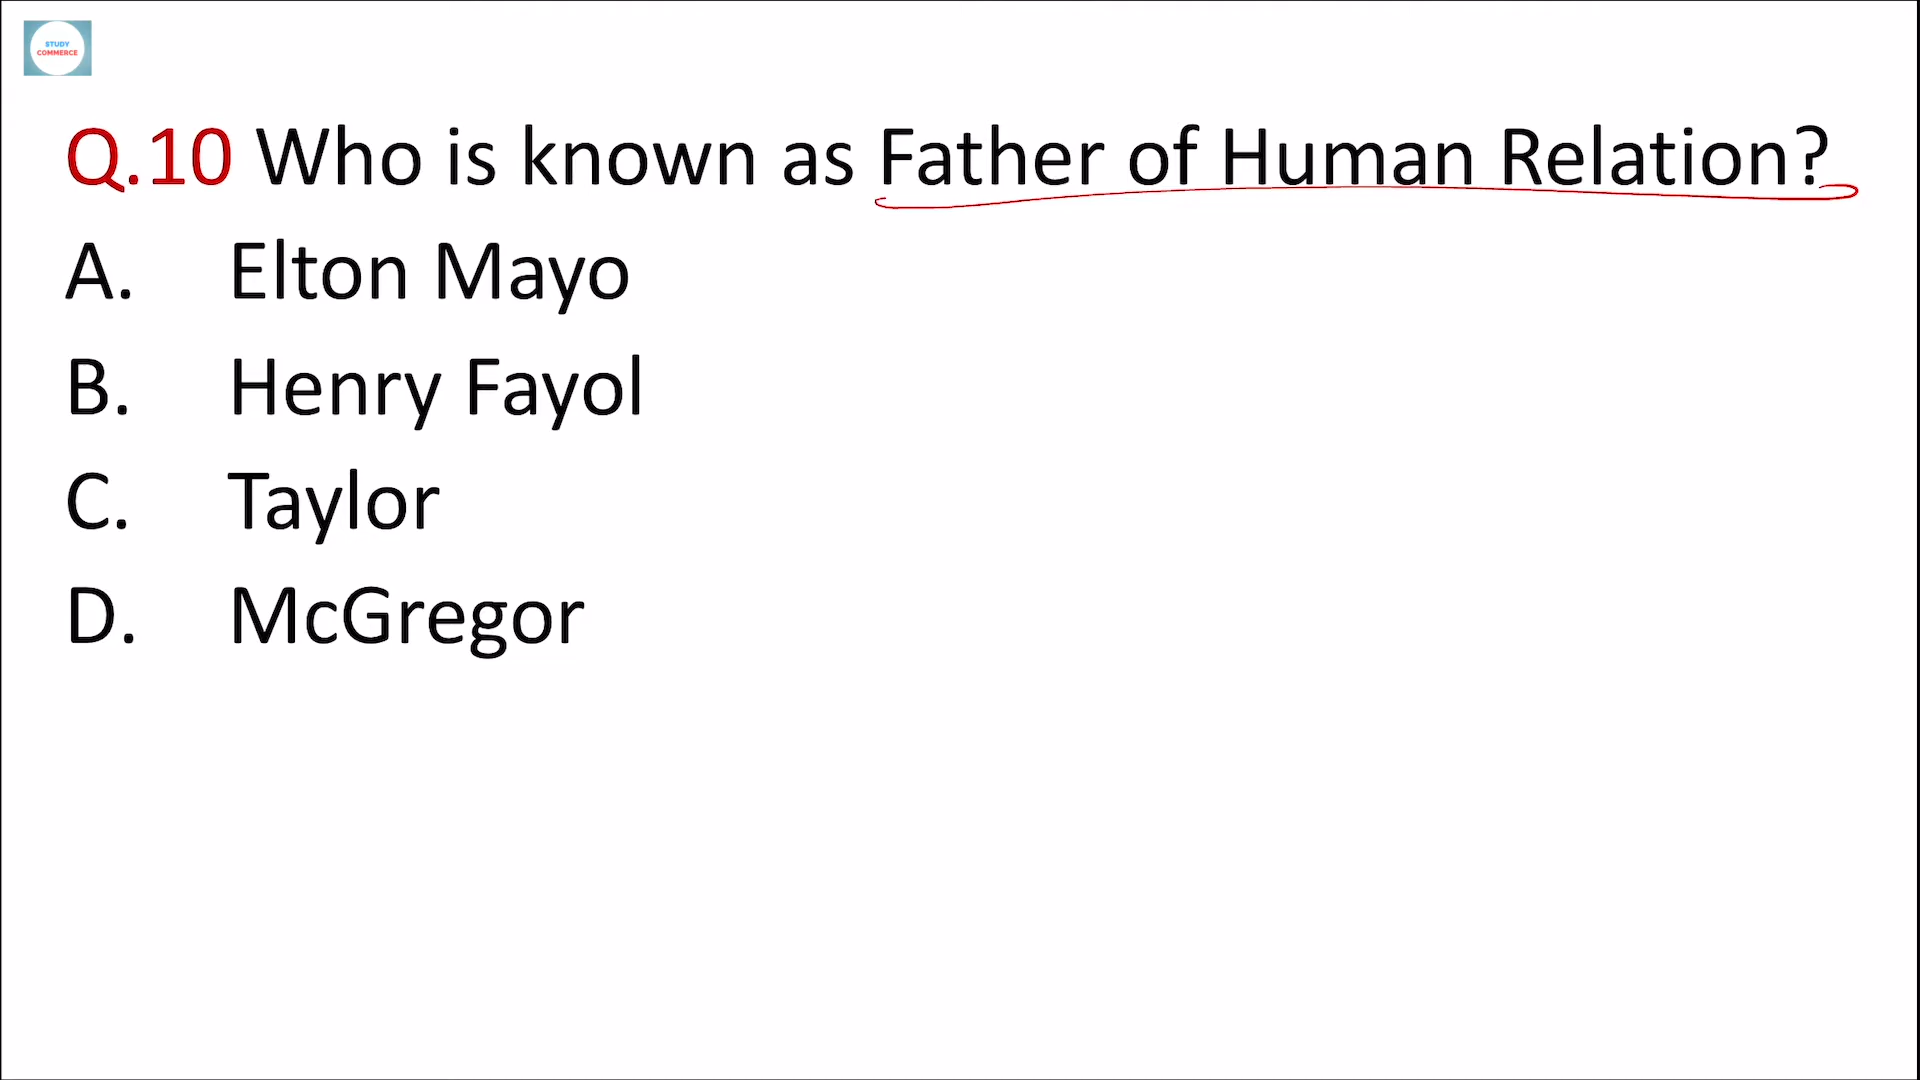 STUDY
COMMERCE
Q.10 Who is known as Father of Human Relation?
A. Elton Mayo
B. Henry Fayol
C. Taylor
D. McGregor